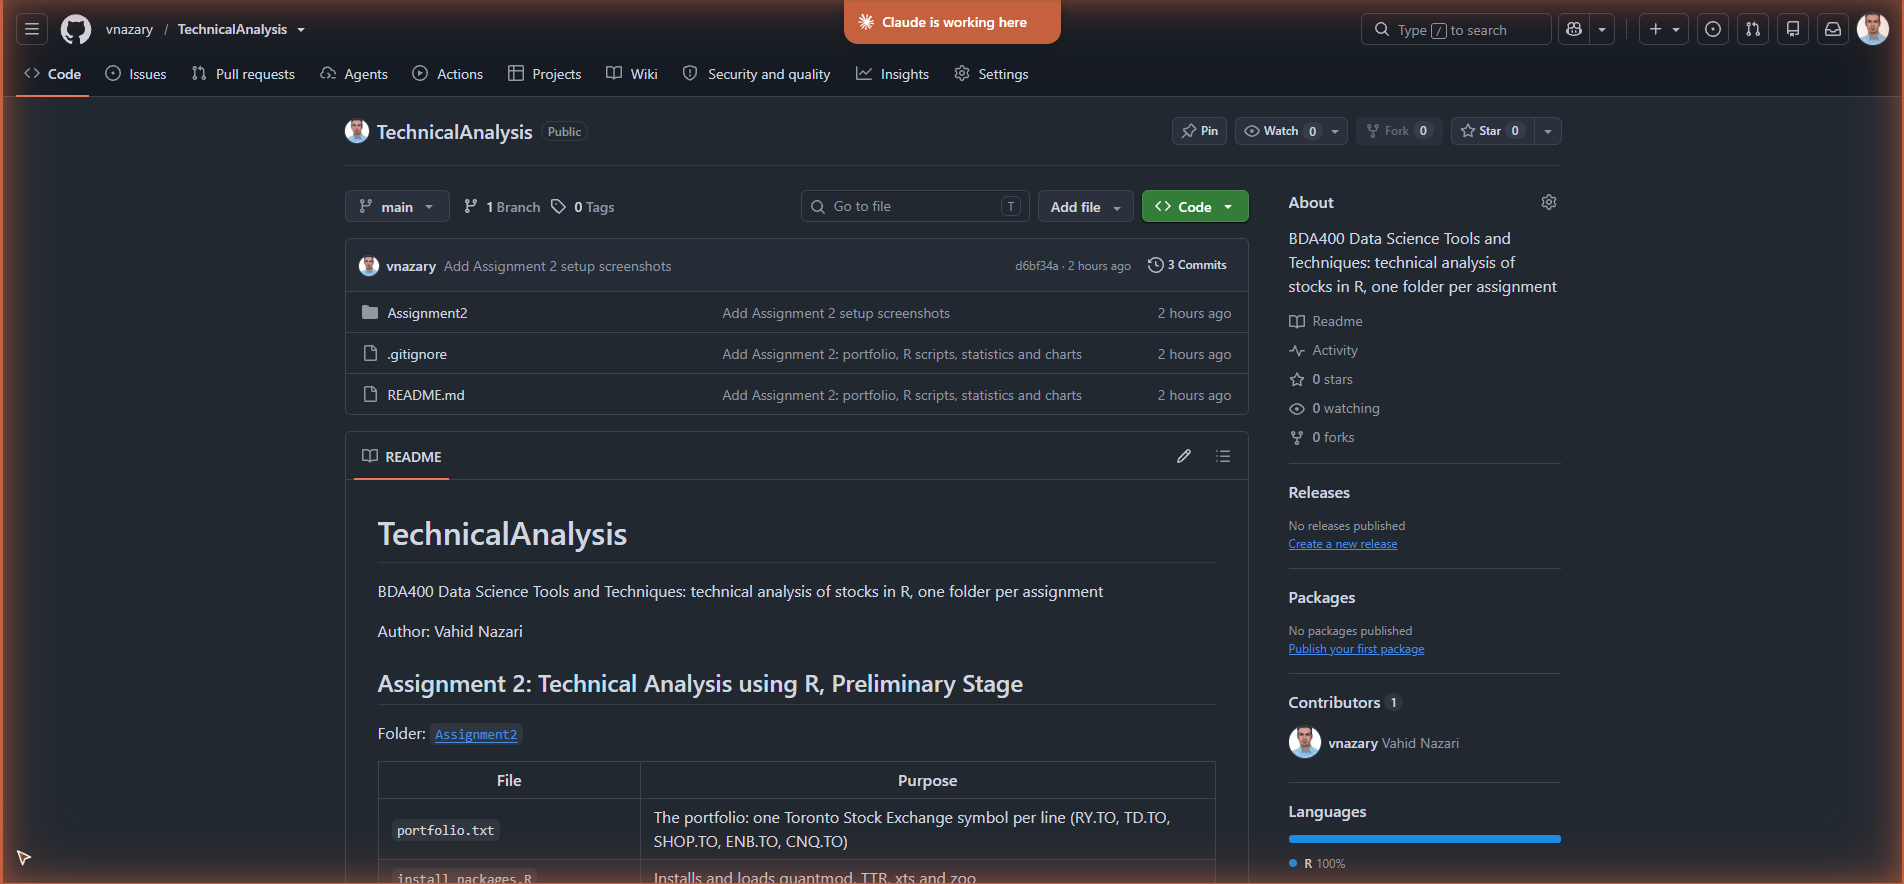 vnazary / TechnicalAnalysis
Claude is working here
Type / to search
Code
Issues
Pull requests
Agents
Actions
Projects
Wiki
Security and quality
Insights
Settings
TechnicalAnalysis Public
Pin
Watch 0
Fork 0
Star 0
main
1 Branch
0 Tags
Go to file T
Add file
Code
vnazary Add Assignment 2 setup screenshots d6bf34a · 2 hours ago 3 Commits
Assignment2 Add Assignment 2 setup screenshots 2 hours ago
.gitignore Add Assignment 2: portfolio, R scripts, statistics and charts 2 hours ago
README.md Add Assignment 2: portfolio, R scripts, statistics and charts 2 hours ago
README
TechnicalAnalysis
BDA400 Data Science Tools and Techniques: technical analysis of stocks in R, one folder per assignment
Author: Vahid Nazari
Assignment 2: Technical Analysis using R, Preliminary Stage
Folder: Assignment2
File Purpose
portfolio.txt
The portfolio: one Toronto Stock Exchange symbol per line (RY.TO, TD.TO,
SHOP.TO, ENB.TO, CNQ.TO)
install_packages.R Installs and loads quantmod, TTR, xts and zoo
About
BDA400 Data Science Tools and
Techniques: technical analysis of
stocks in R, one folder per assignment
Readme
Activity
0 stars
0 watching
0 forks
Releases
No releases published
Create a new release
Packages
No packages published
Publish your first package
Contributors 1
vnazary Vahid Nazari
Languages
R 100%